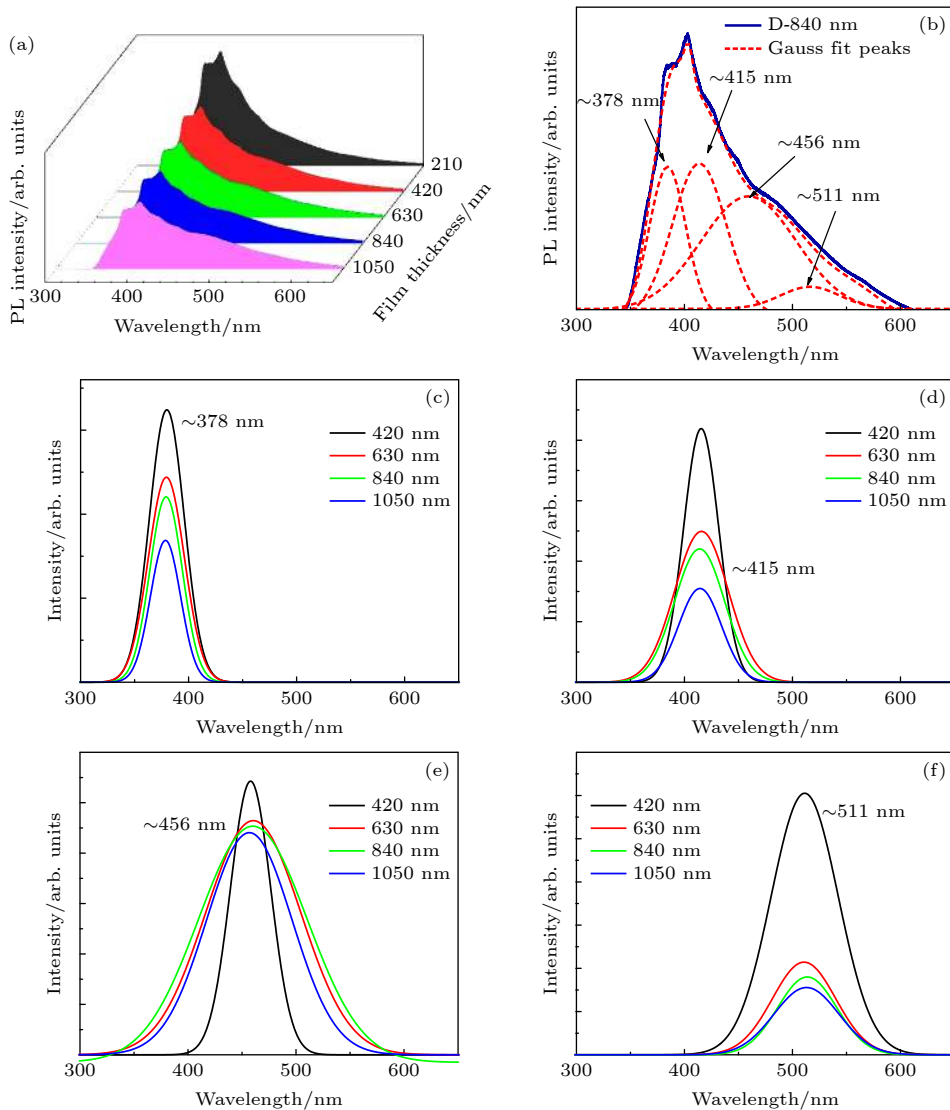 (a)
PL intensity/arb. units
210
420
630
840
1050
Film thickness/nm
300
400
500
600
Wavelength/nm
(b)
D-840 nm
Gauss fit peaks
~378 nm
~415 nm
~456 nm
~511 nm
PL intensity/arb. units
300
400
500
600
Wavelength/nm
(c)
~378 nm
420 nm
630 nm
840 nm
1050 nm
Intensity/arb. units
300
400
500
600
Wavelength/nm
(d)
420 nm
630 nm
840 nm
1050 nm
~415 nm
Intensity/arb. units
300
400
500
600
Wavelength/nm
(e)
420 nm
630 nm
840 nm
1050 nm
~456 nm
Intensity/arb. units
300
400
500
600
Wavelength/nm
(f)
~511 nm
420 nm
630 nm
840 nm
1050 nm
Intensity/arb. units
300
400
500
600
Wavelength/nm